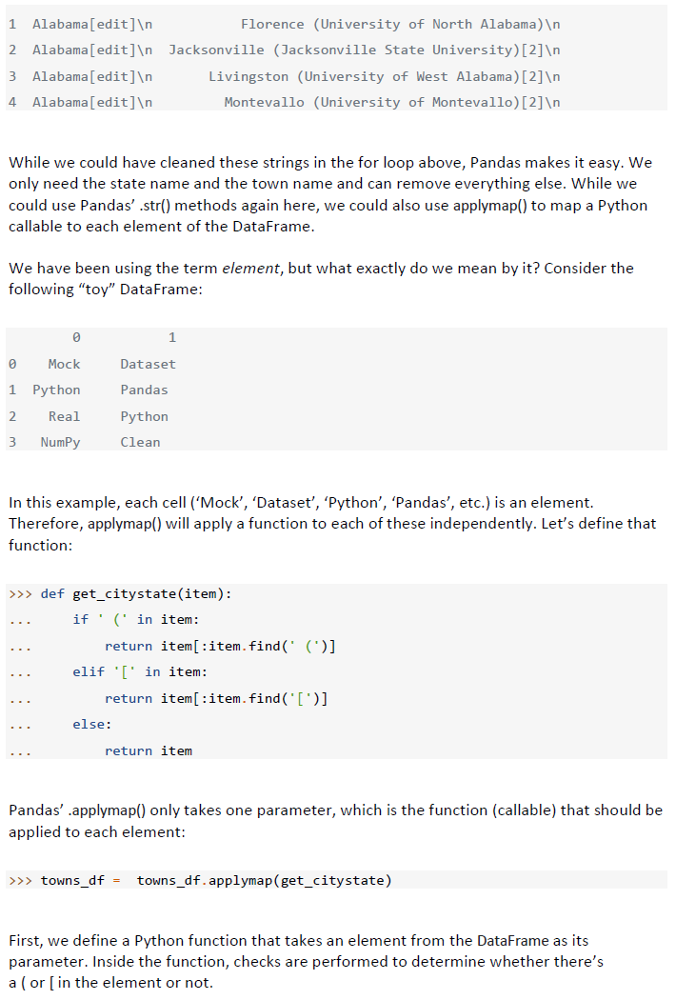 1 Alabama[edit]\n Florence (University of North Alabama)\n
2 Alabama[edit]\n Jacksonville (Jacksonville State University)[2]\n
3 Alabama[edit]\n Livingston (University of West Alabama)[2]\n
4 Alabama[edit]\n Montevallo (University of Montevallo)[2]\n
While we could have cleaned these strings in the for loop above, Pandas makes it easy. We
only need the state name and the town name and can remove everything else. While we
could use Pandas’ .str() methods again here, we could also use applymap() to map a Python
callable to each element of the DataFrame.
We have been using the term element, but what exactly do we mean by it? Consider the
following “toy” DataFrame:
0 1
0 Mock Dataset
1 Python Pandas
2 Real Python
3 NumPy Clean
In this example, each cell (‘Mock’, ‘Dataset’, ‘Python’, ‘Pandas’, etc.) is an element.
Therefore, applymap() will apply a function to each of these independently. Let’s define that
function:
>>> def get_citystate(item):
... if ' (' in item:
... return item[:item.find(' (')]
... elif '[' in item:
... return item[:item.find('[')]
... else:
... return item
Pandas’ .applymap() only takes one parameter, which is the function (callable) that should be
applied to each element:
>>> towns_df = towns_df.applymap(get_citystate)
First, we define a Python function that takes an element from the DataFrame as its
parameter. Inside the function, checks are performed to determine whether there’s
a ( or [ in the element or not.